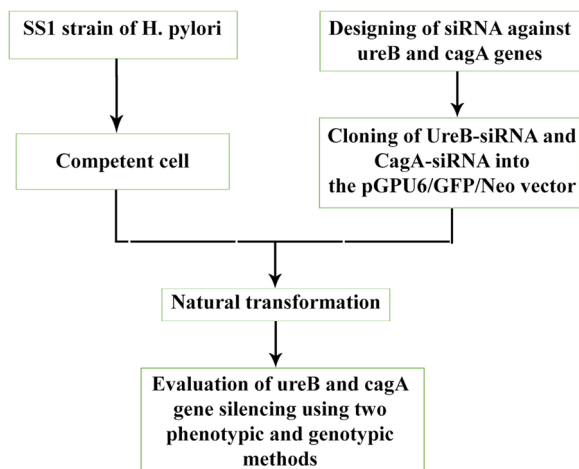 SS1 strain of H. pylori
Designing of siRNA against
ureB and cagA genes
Competent cell
Cloning of UreB-siRNA and
CagA-siRNA into
the pGPU6/GFP/Neo vector
Natural transformation
Evaluation of ureB and cagA
gene silencing using two
phenotypic and genotypic
methods